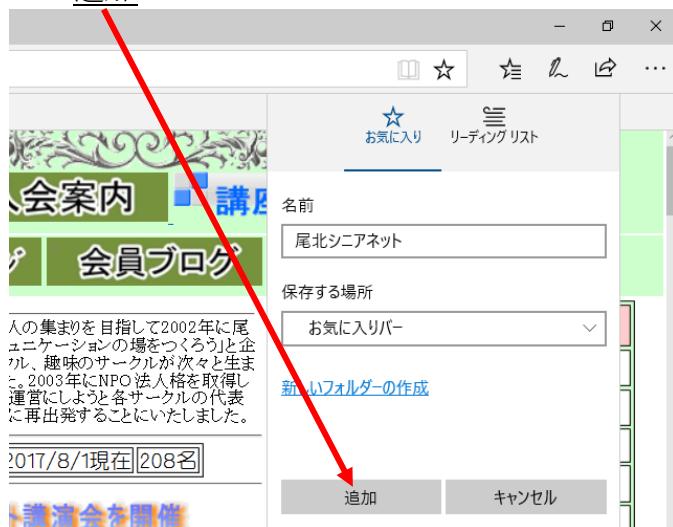 お気に入り リーディング リスト
会案内
講
会員ブログ
名前
尾北シニアネット
保存する場所
お気に入りバー
人の集まりを目指して2002年に尾
ュニケーションの場をつくろう」と企
クル、趣味のサークルが次々と生ま
た。2003年にNPO法人格を取得し
運営にしようと各サークルの代表
に再出発することにいたしました。
新しいフォルダーの作成
2017/8/1現在 208名
追加 キャンセル
講演会を開催